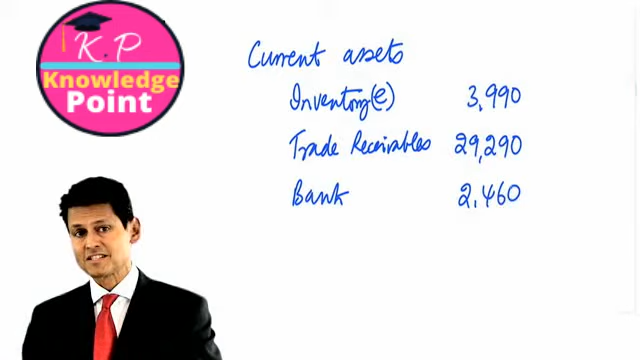 K.P
Knowledge
Point
Current assets
Inventory(e) 3,990
Trade Receivables 29,290
Bank 2,460